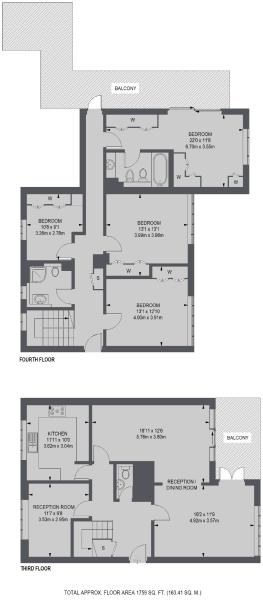 BALCONY
W
BEDROOM
22'0 x 11'8
6.70m x 3.55m
W
W
W
BEDROOM
10'8 x 9'1
3.26m x 2.78m
BEDROOM
13'1 x 13'1
3.99m x 3.98m
S
W
W
BEDROOM
13'1 x 12'10
4.00m x 3.91m
FOURTH FLOOR
KITCHEN
11'11 x 10'0
3.62m x 3.04m
18'11 x 12'6
5.76m x 3.80m
BALCONY
RECEPTION /
DINING ROOM
RECEPTION ROOM
11'7 x 9'8
3.53m x 2.95m
16'2 x 11'9
4.92m x 3.57m
S
THIRD FLOOR
TOTAL APPROX. FLOOR AREA 1759 SQ. FT. (163.41 SQ. M.)